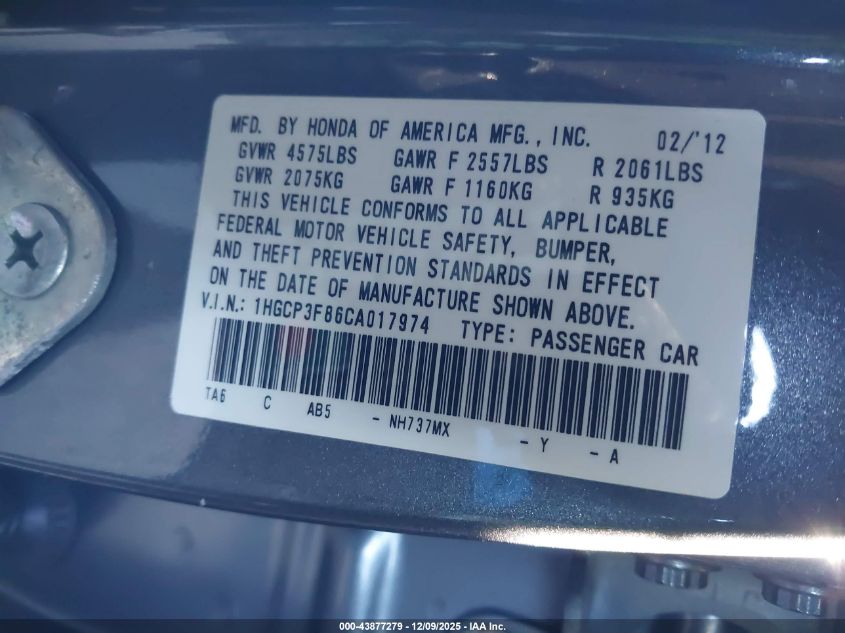 MFD. BY HONDA OF AMERICA MFG., INC. 02/'12
GVWR 4575LBS GAWR F 2557LBS R 2061LBS
GVWR 2075KG GAWR F 1160KG R 935KG
THIS VEHICLE CONFORMS TO ALL APPLICABLE
FEDERAL MOTOR VEHICLE SAFETY, BUMPER,
AND THEFT PREVENTION STANDARDS IN EFFECT
ON THE DATE OF MANUFACTURE SHOWN ABOVE.
V.I.N.: 1HGCP3F86CA017974 TYPE: PASSENGER CAR
TA6 C AB5 - NH737MX - Y - A
000-43877279 - 12/09/2025 - IAA Inc.